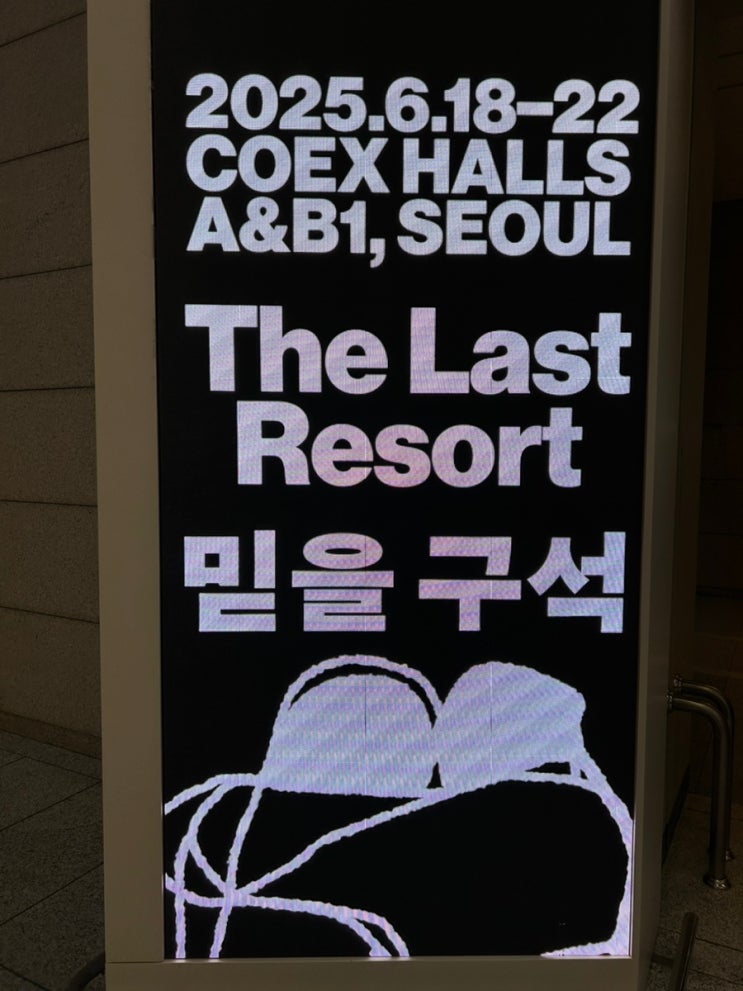 2025.6.18–22
COEX HALLS
A&B1, SEOUL
The Last
Resort
믿을 구석